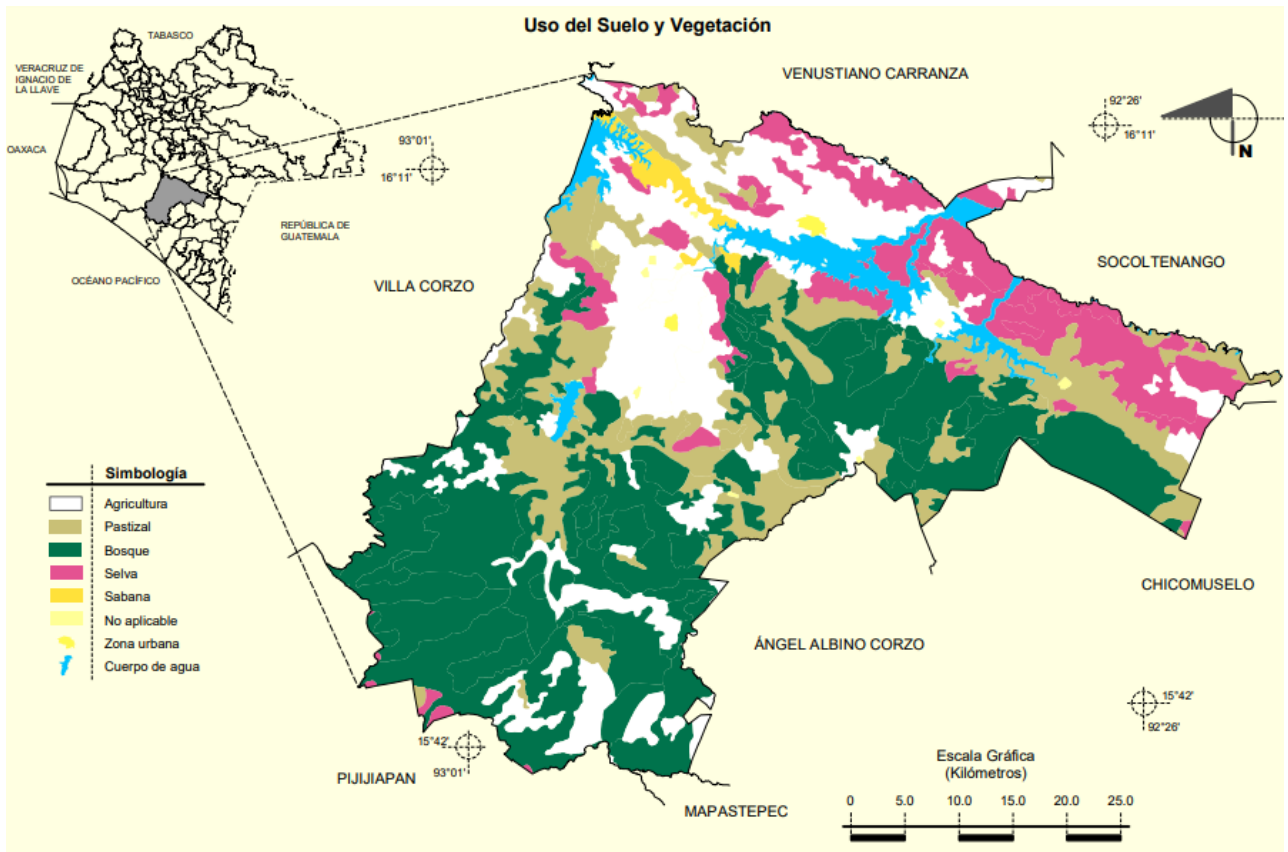 Uso del Suelo y Vegetación
TABASCO
VERACRUZ DE
IGNACIO DE
LA LLAVE
OAXACA
REPÚBLICA DE
GUATEMALA
OCÉANO PACÍFICO
VENUSTIANO CARRANZA
93°01'
16°11'
92°26'
16°11'
N
VILLA CORZO
SOCOLTENANGO
Simbología
Agricultura
Pastizal
Bosque
Selva
Sabana
No aplicable
Zona urbana
Cuerpo de agua
CHICOMUSELO
ÁNGEL ALBINO CORZO
15°42'
92°26'
15°42'
93°01'
PIJIJIAPAN
MAPASTEPEC
Escala Gráfica
(Kilómetros)
0 5.0 10.0 15.0 20.0 25.0